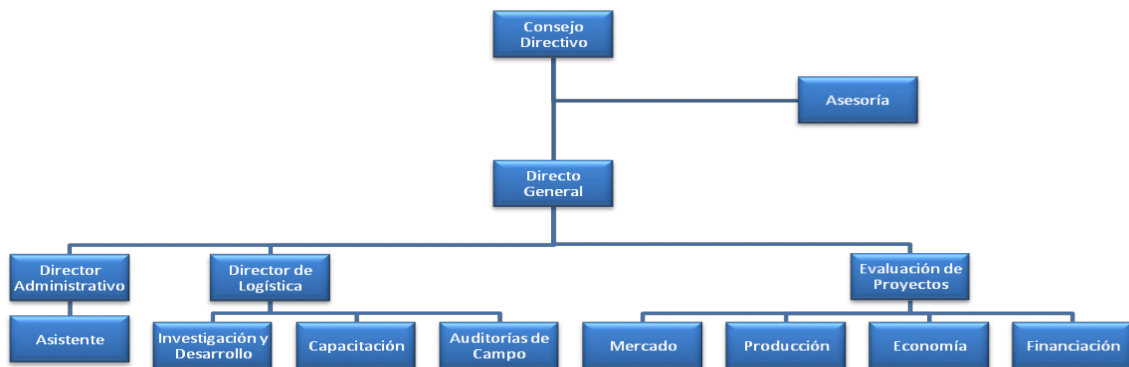 Consejo
Directivo
Asesoría
Directo
General
Director
Administrativo
Director de
Logística
Evaluación de
Proyectos
Asistente
Investigación y
Desarrollo
Capacitación
Auditorías de
Campo
Mercado
Producción
Economía
Financiación